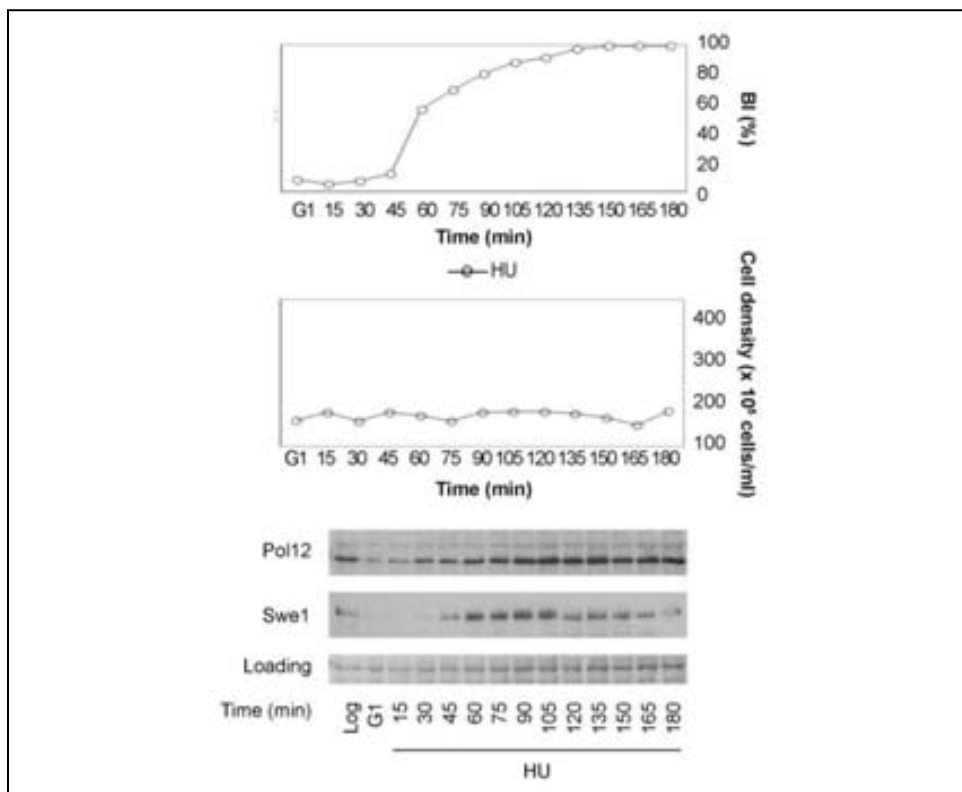 100
80
60
40
20
0
BI (%)
G1 15 30 45 60 75 90 105 120 135 150 165 180
Time (min)
HU
400
300
200
100
Cell density (x 10⁵ cells/ml)
G1 15 30 45 60 75 90 105 120 135 150 165 180
Time (min)
Pol12
Swe1
Loading
Time (min) Log G1 15 30 45 60 75 90 105 120 135 150 165 180
HU